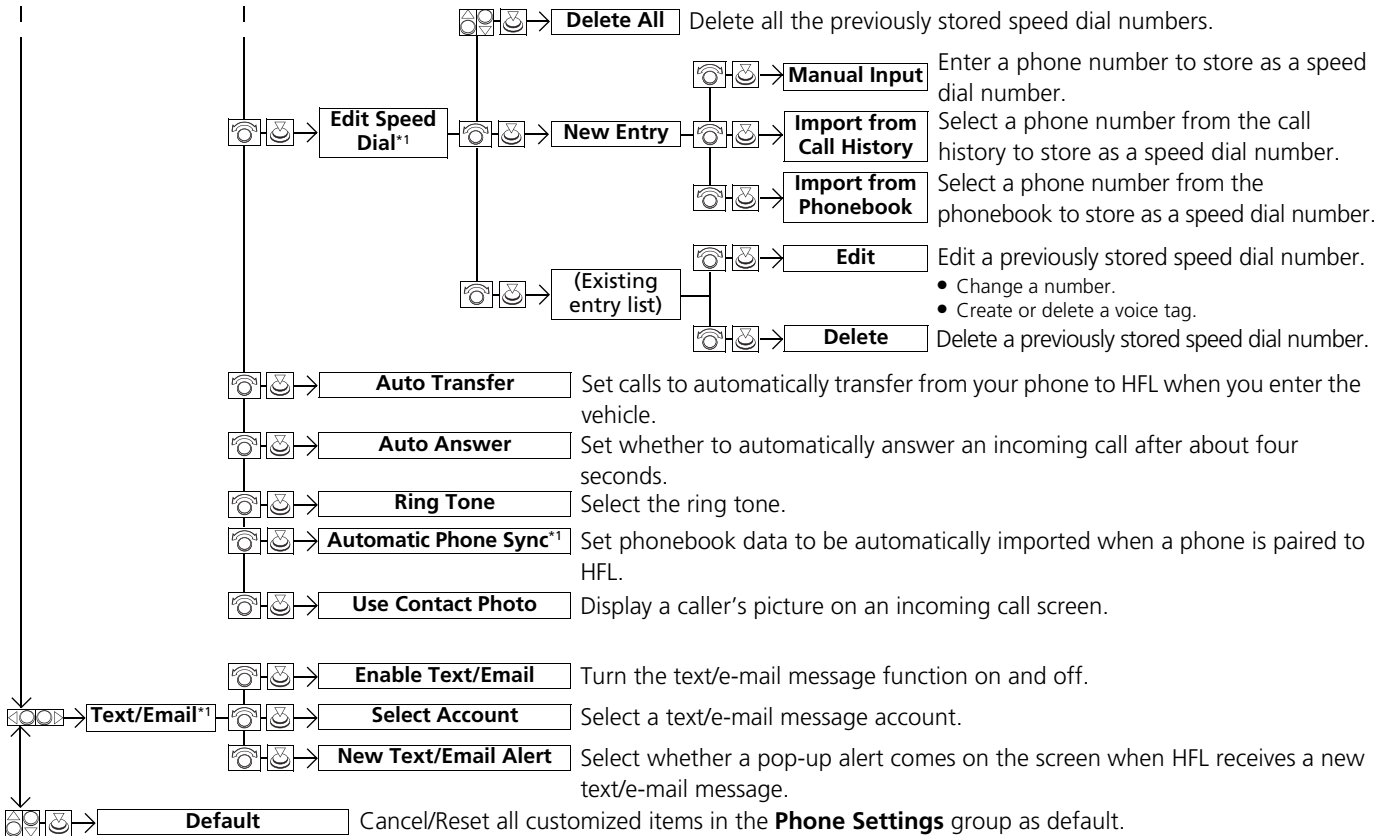 Delete All Delete all the previously stored speed dial numbers.
Manual Input Enter a phone number to store as a speed
dial number.
Edit Speed
Dial*1
New Entry
Import from
Call History
Select a phone number from the call
history to store as a speed dial number.
Import from
Phonebook
Select a phone number from the
phonebook to store as a speed dial number.
(Existing
entry list)
Edit Edit a previously stored speed dial number.
• Change a number.
• Create or delete a voice tag.
Delete Delete a previously stored speed dial number.
Auto Transfer Set calls to automatically transfer from your phone to HFL when you enter the
vehicle.
Auto Answer Set whether to automatically answer an incoming call after about four
seconds.
Ring Tone Select the ring tone.
Automatic Phone Sync*1 Set phonebook data to be automatically imported when a phone is paired to
HFL.
Use Contact Photo Display a caller's picture on an incoming call screen.
Text/Email*1
Enable Text/Email Turn the text/e-mail message function on and off.
Select Account Select a text/e-mail message account.
New Text/Email Alert Select whether a pop-up alert comes on the screen when HFL receives a new
text/e-mail message.
Default Cancel/Reset all customized items in the Phone Settings group as default.